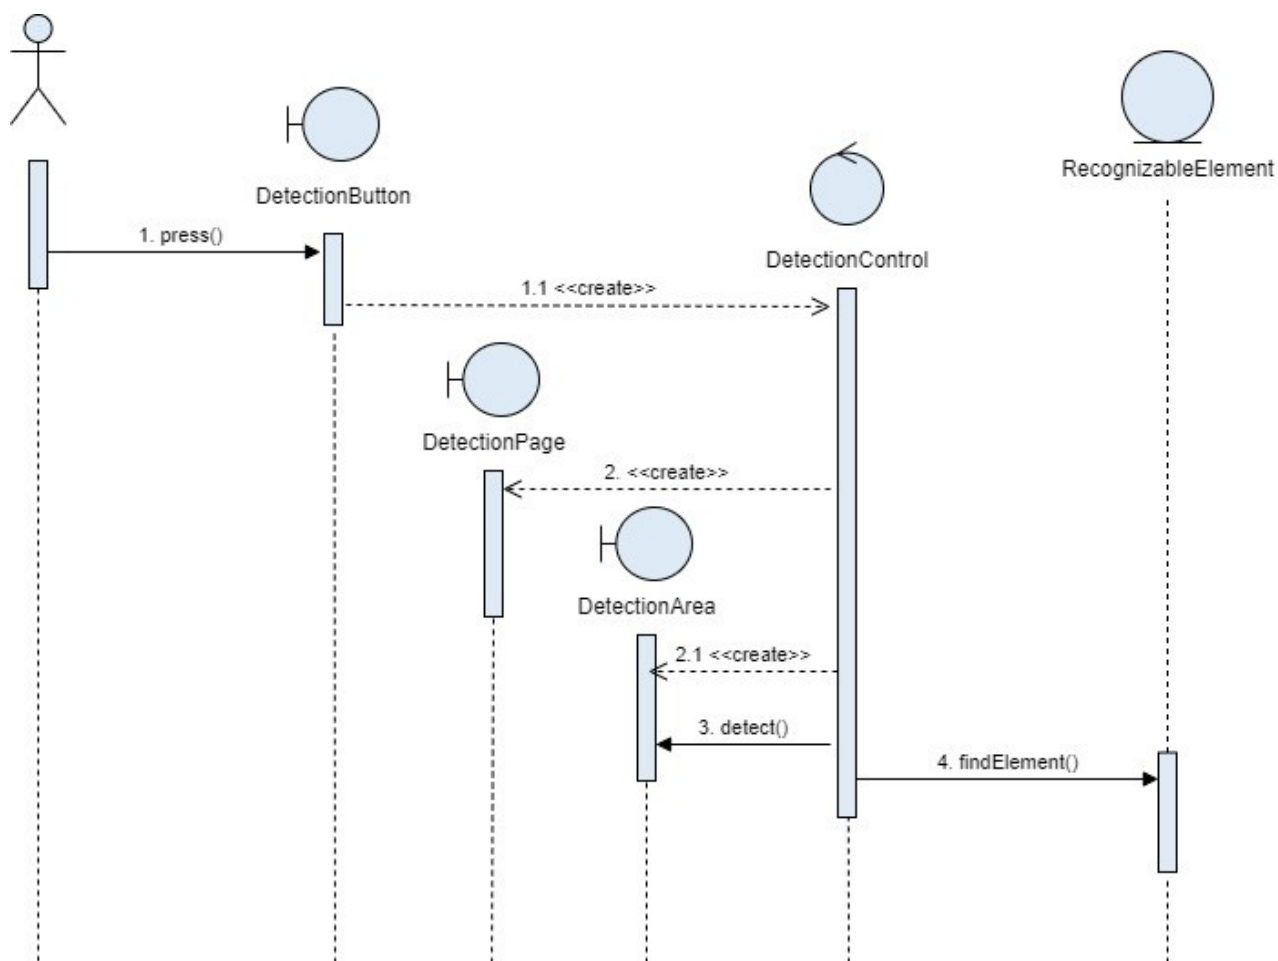 RecognizableElement
DetectionButton
1. press()
DetectionControl
1.1 <<create>>
DetectionPage
2. <<create>>
DetectionArea
2.1 <<create>>
3. detect()
4. findElement()